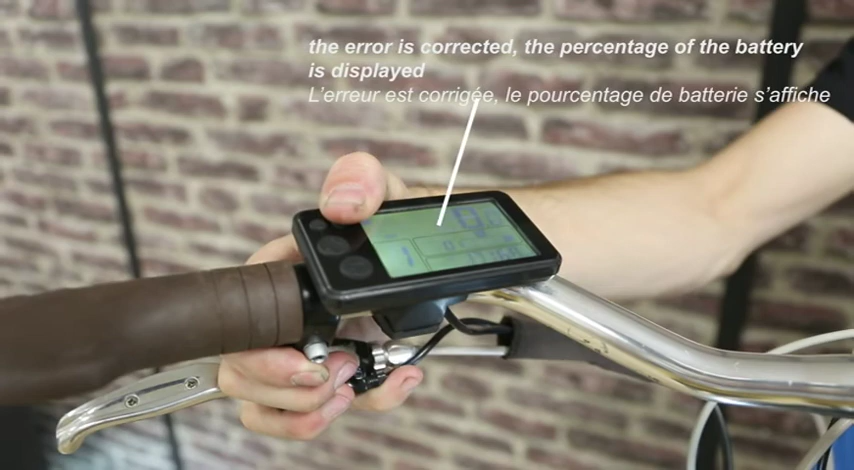 the error is corrected, the percentage of the battery
is displayed
L'erreur est corrigée, le pourcentage de batterie s'affiche